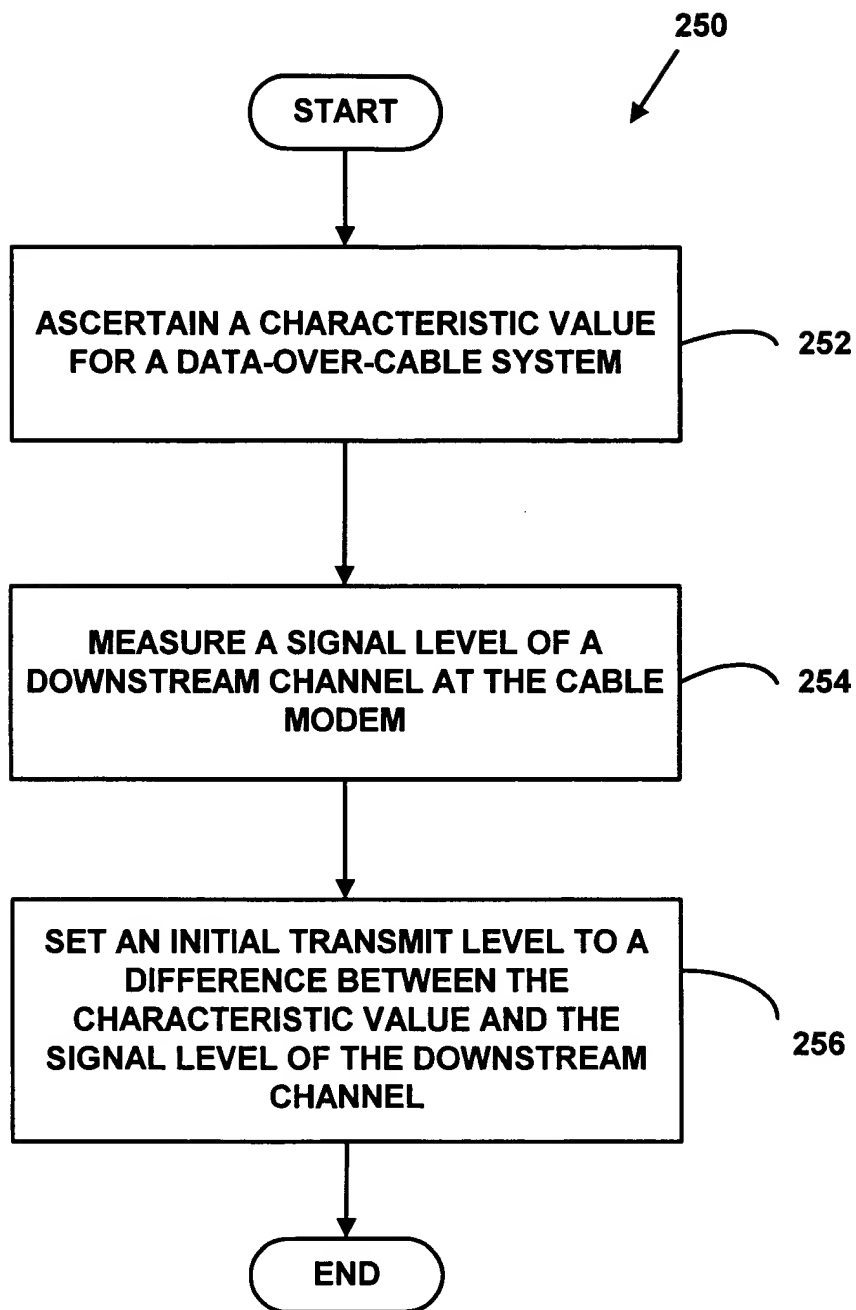 250
START
ASCERTAIN A CHARACTERISTIC VALUE
FOR A DATA-OVER-CABLE SYSTEM
252
MEASURE A SIGNAL LEVEL OF A
DOWNSTREAM CHANNEL AT THE CABLE
MODEM
254
SET AN INITIAL TRANSMIT LEVEL TO A
DIFFERENCE BETWEEN THE
CHARACTERISTIC VALUE AND THE
SIGNAL LEVEL OF THE DOWNSTREAM
CHANNEL
256
END